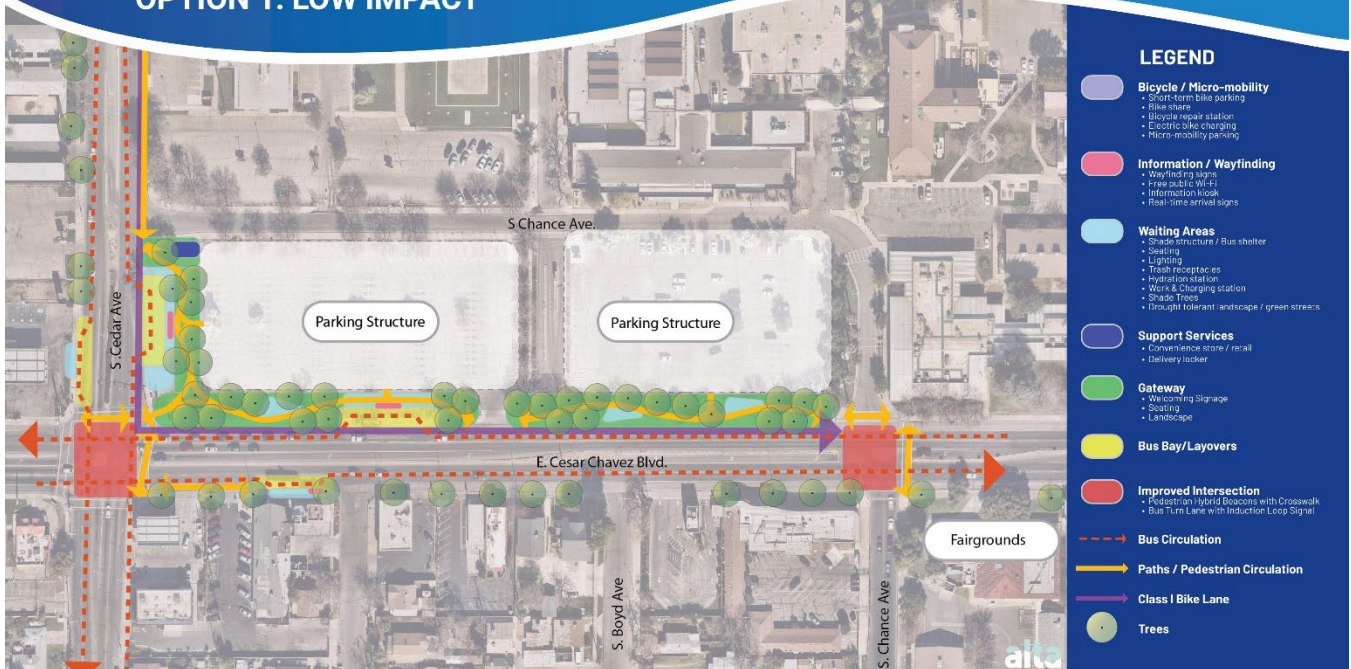 OPTION 1: LOW IMPACT
S Chance Ave.
S .Cedar Ave
Parking Structure
Parking Structure
E. Cesar Chavez Blvd.
S. Boyd Ave
S. Chance Ave
Fairgrounds
alta
LEGEND
Bicycle / Micro-mobility
• Short-term bike parking
• Bike share
• Bicycle repair station
• Electric bike charging
• Micro-mobility parking
Information / Wayfinding
• Wayfinding signs
• Free public Wi-Fi
• Information kiosk
• Real-time arrival signs
Waiting Areas
• Shade structure / Bus shelter
• Seating
• Lighting
• Trash receptacles
• Hydration station
• Work & Charging station
• Shade Trees
• Drought tolerant landscape / green streets
Support Services
• Convenience store / retail
• Delivery locker
Gateway
• Welcoming Signage
• Seating
• Landscape
Bus Bay/Layovers
Improved Intersection
• Pedestrian Hybrid Beacons with Crosswalk
• Bus Turn Lane with Induction Loop Signal
Bus Circulation
Paths / Pedestrian Circulation
Class I Bike Lane
Trees